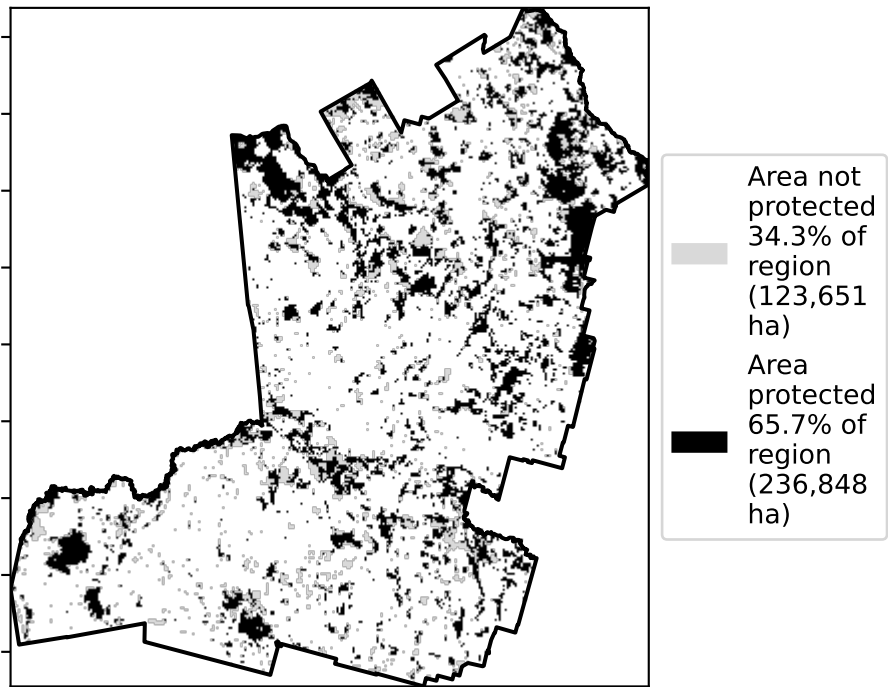 Area not
protected
34.3% of
region
(123,651
ha)
Area
protected
65.7% of
region
(236,848
ha)